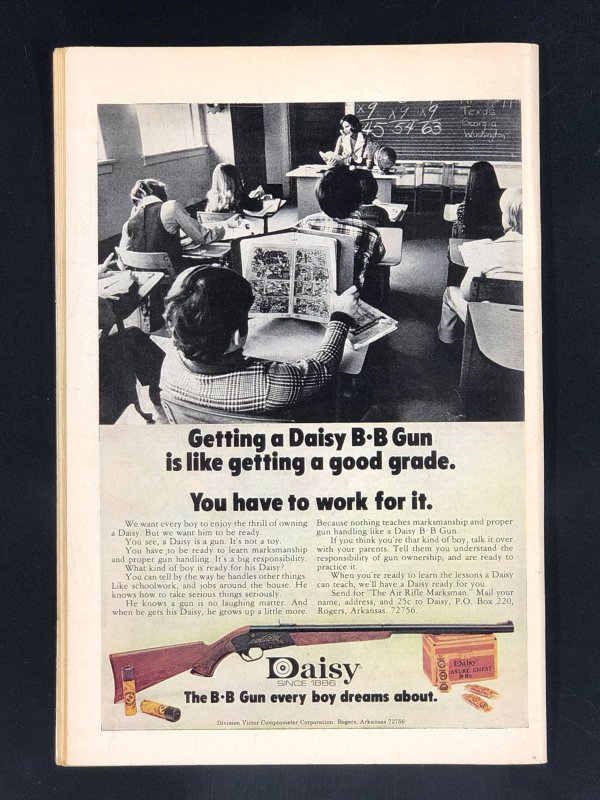 x9 x9 x9
45 54 63
Texas
Georgia
Washington
Getting a Daisy B·B Gun
is like getting a good grade.
You have to work for it.
We want every boy to enjoy the thrill of owning
a Daisy. But we want him to be ready.
You see, a Daisy is a gun. It's not a toy.
You have to be ready to learn marksmanship
and proper gun handling. It's a big responsibility.
What kind of boy is ready for his Daisy?
You can tell by the way he handles other things.
Like schoolwork, and jobs around the house. He
knows how to take serious things seriously.
He knows a gun is no laughing matter. And
when he gets his Daisy, he grows up a little more.
Because nothing teaches marksmanship and proper
gun handling like a Daisy B·B Gun.
If you think you're that kind of boy, talk it over
with your parents. Tell them you understand the
responsibility of gun ownership, and are ready to
practice it.
When you're ready to learn the lessons a Daisy
can teach, we'll have a Daisy ready for you.
Send for "The Air Rifle Marksman." Mail your
name, address, and 25c to Daisy, P.O. Box 220,
Rogers, Arkansas. 72756.
Daisy
SINCE 1886
Daisy
The B·B Gun every boy dreams about.
Division Victor Comptometer Corporation. Rogers, Arkansas 72756